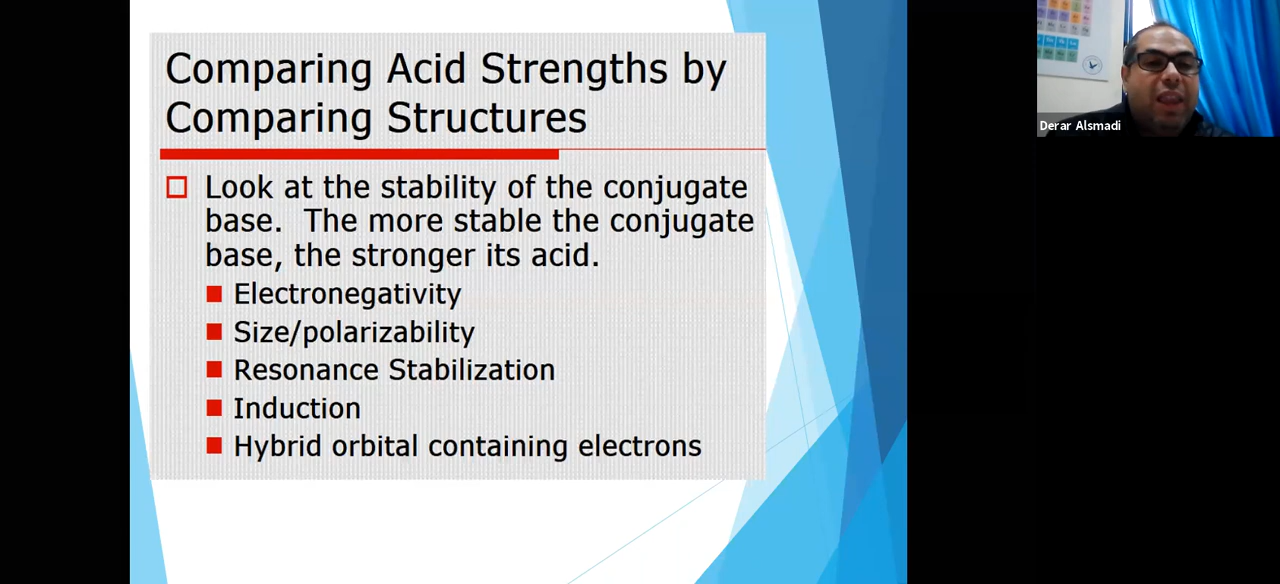 Comparing Acid Strengths by
Comparing Structures
Look at the stability of the conjugate
base.  The more stable the conjugate
base, the stronger its acid.
Electronegativity
Size/polarizability
Resonance Stabilization
Induction
Hybrid orbital containing electrons
Derar Alsmadi